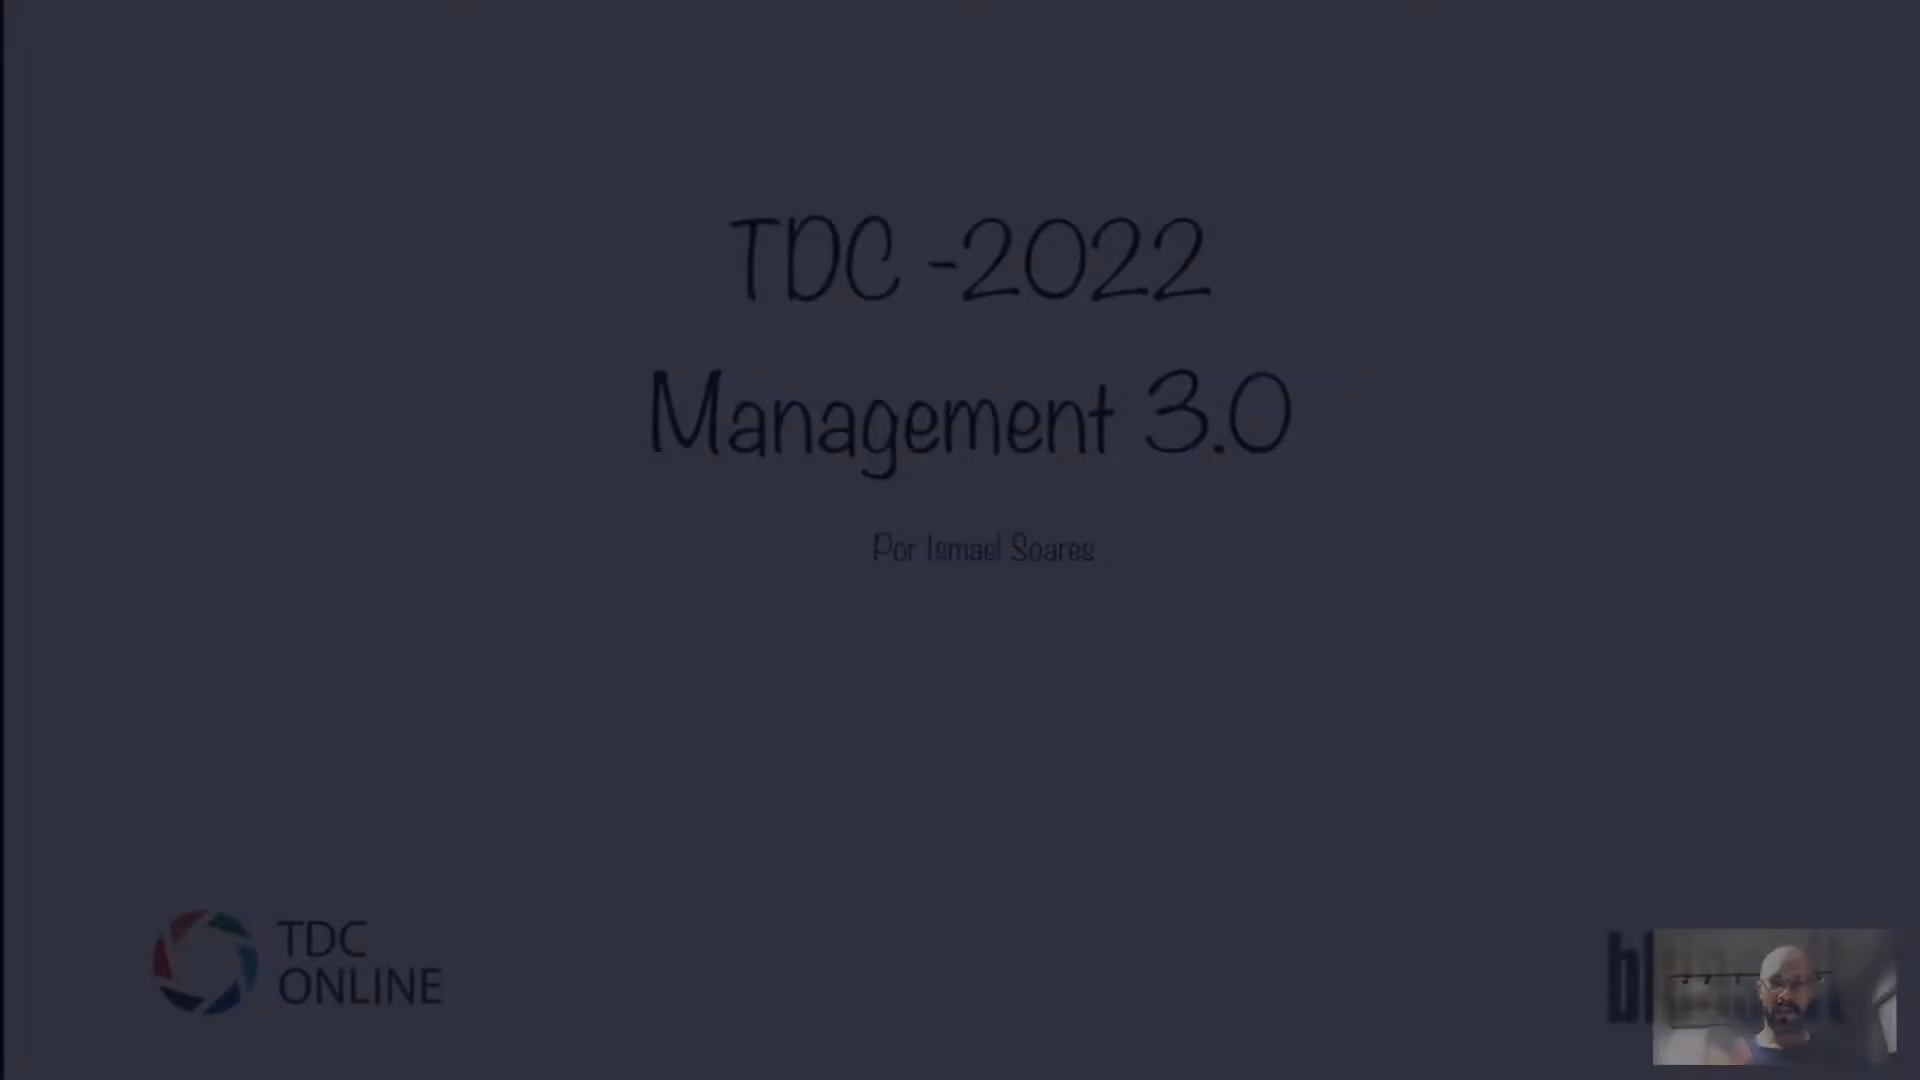 TDC -2022
Management 3.0
Por Ismael Soares
TDC
ONLINE